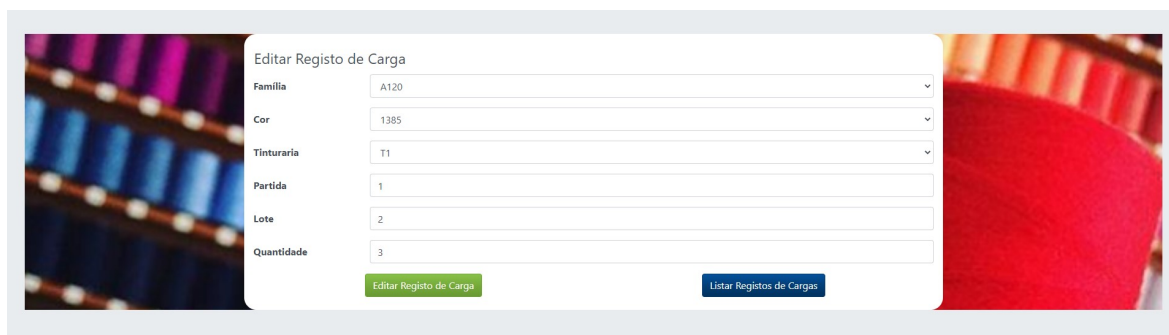 Editar Registo de Carga
Família A120
Cor 1385
Tinturaria T1
Partida 1
Lote 2
Quantidade 3
Editar Registo de Carga Listar Registos de Cargas